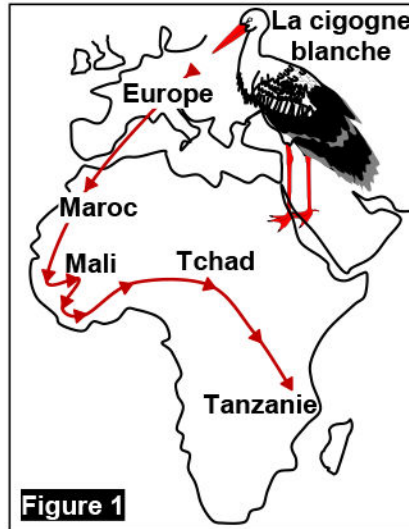 La cigogne
blanche
Europe
Maroc
Mali
Tchad
Tanzanie
Figure 1